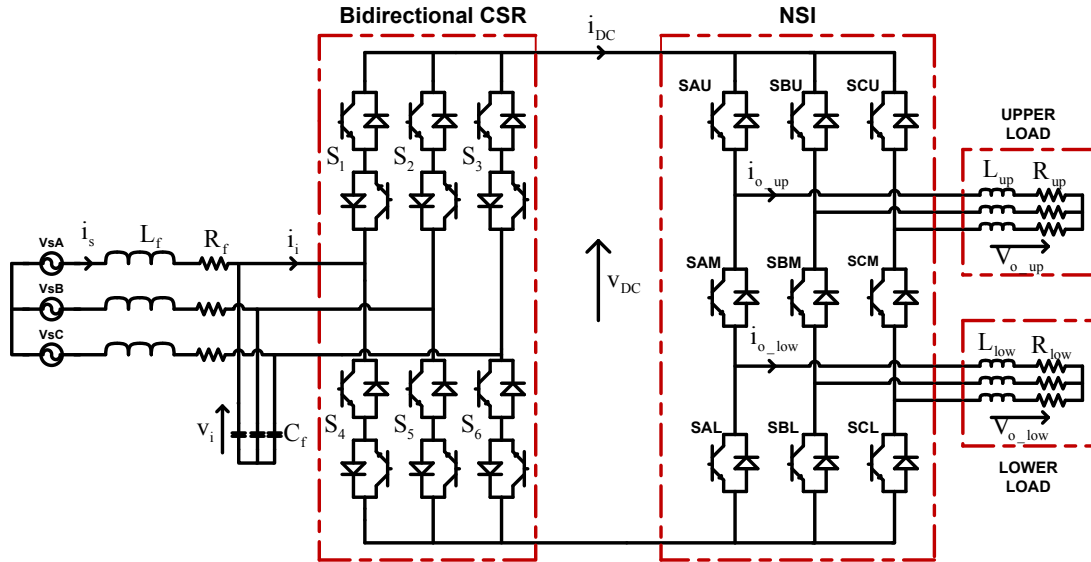 Bidirectional CSR
NSI
i_DC
SAU
SBU
SCU
UPPER
LOAD
S_1
S_2
S_3
i_o_up
L_up
R_up
i_s
L_f
R_f
i_i
VsA
V_o_up
SAM
SBM
SCM
v_DC
VsB
i_o_low
L_low
R_low
VsC
S_4
S_5
S_6
SAL
SBL
SCL
V_o_low
v_i
C_f
LOWER
LOAD